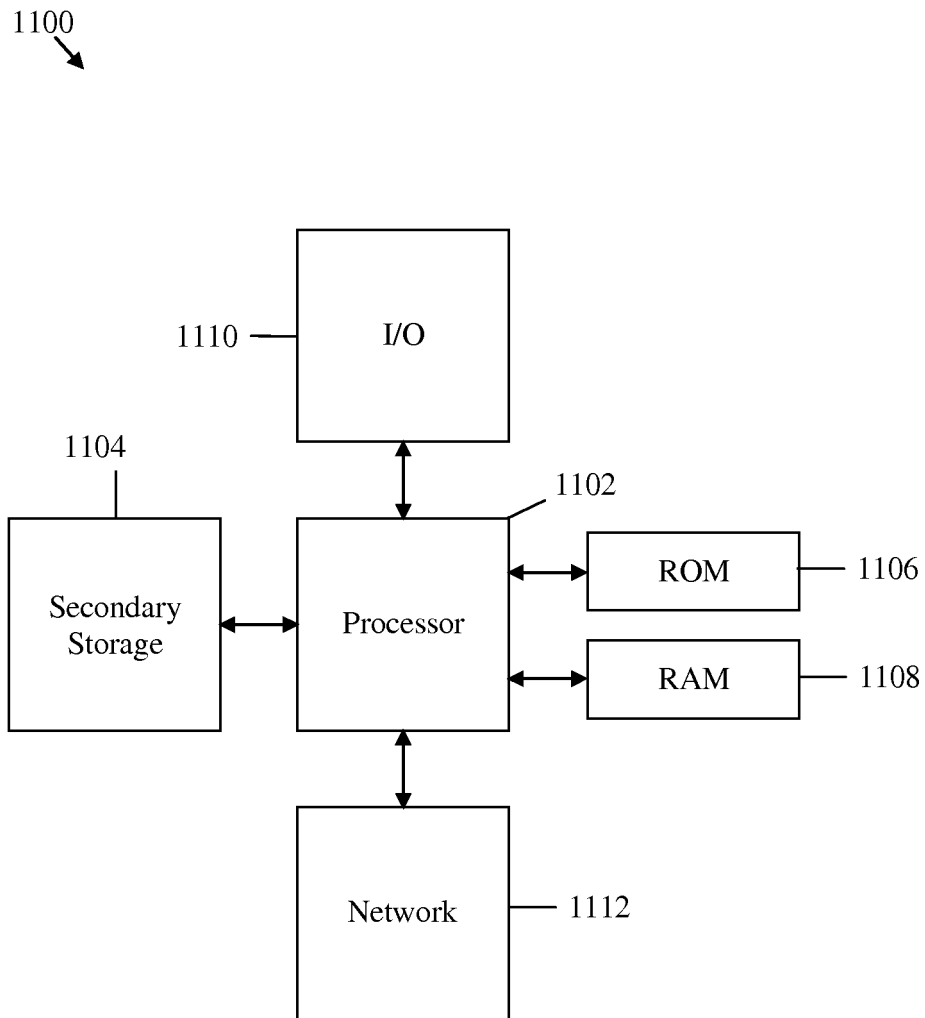 1100
1110
I/O
1104
1102
Secondary
Storage
Processor
ROM
1106
RAM
1108
Network
1112